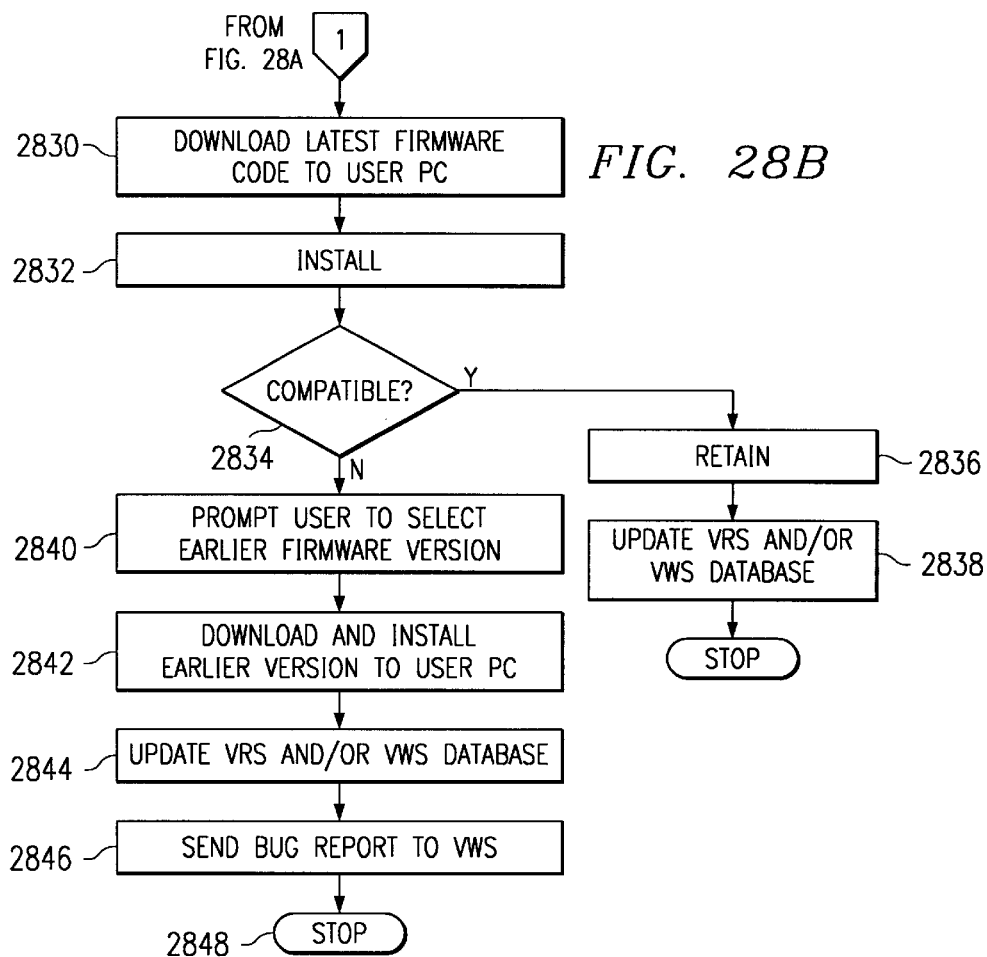 FROM
FIG. 28A
1
2830
DOWNLOAD LATEST FIRMWARE
CODE TO USER PC
FIG. 28B
2832
INSTALL
COMPATIBLE?
Y
2834
N
RETAIN
2836
2840
PROMPT USER TO SELECT
EARLIER FIRMWARE VERSION
UPDATE VRS AND/OR
VWS DATABASE
2838
2842
DOWNLOAD AND INSTALL
EARLIER VERSION TO USER PC
STOP
2844
UPDATE VRS AND/OR VWS DATABASE
2846
SEND BUG REPORT TO VWS
2848
STOP